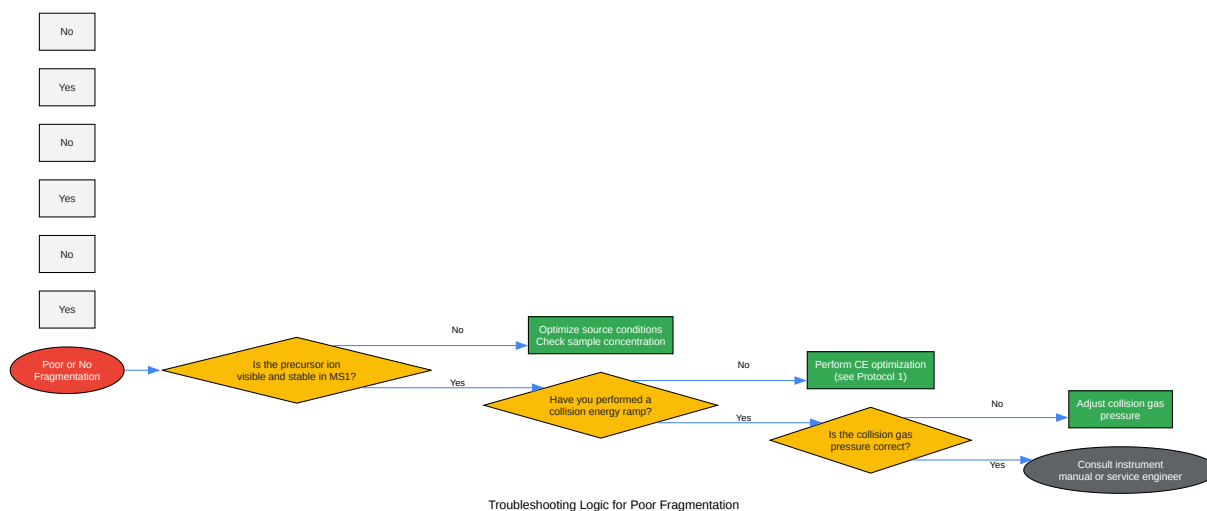 No
Yes
No
Yes
No
Yes
Poor or No
Fragmentation
Is the precursor ion
visible and stable in MS1?
No
Yes
Optimize source conditions
Check sample concentration
Have you performed a
collision energy ramp?
No
Yes
Perform CE optimization
(see Protocol 1)
Is the collision gas
pressure correct?
No
Yes
Adjust collision gas
pressure
Consult instrument
manual or service engineer
Troubleshooting Logic for Poor Fragmentation